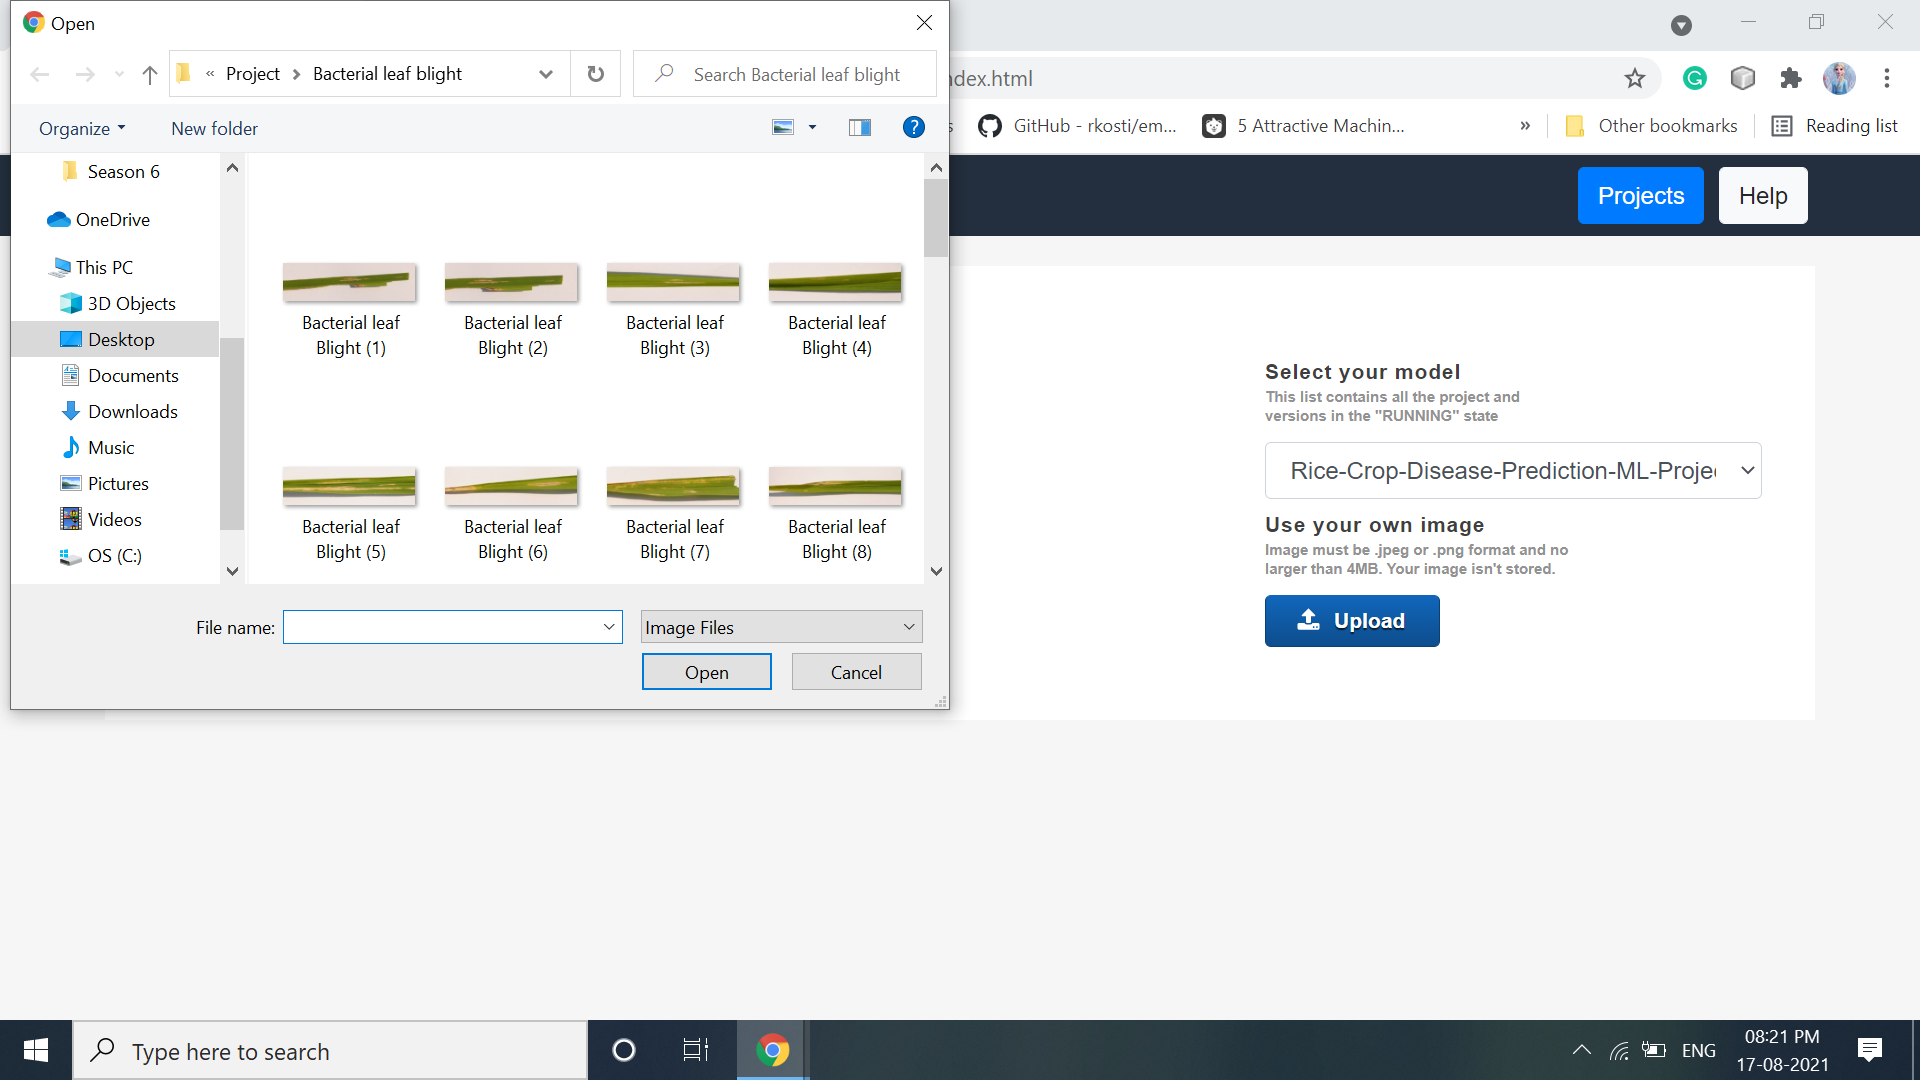 Open
Project
Bacterial leaf blight
Search Bacterial leaf blight
ndex.html
Organize
New folder
?
s
GitHub - rkosti/em...
5 Attractive Machin...
»
Other bookmarks
Reading list
Projects
Help
Season 6
OneDrive
This PC
3D Objects
Desktop
Documents
Downloads
Music
Pictures
Videos
OS (C:)
Bacterial leaf
Blight (1)
Bacterial leaf
Blight (2)
Bacterial leaf
Blight (3)
Bacterial leaf
Blight (4)
Bacterial leaf
Blight (5)
Bacterial leaf
Blight (6)
Bacterial leaf
Blight (7)
Bacterial leaf
Blight (8)
File name:
Image Files
Open
Cancel
Select your model
This list contains all the project and
versions in the "RUNNING" state
Rice-Crop-Disease-Prediction-ML-Projec
Use your own image
Image must be .jpeg or .png format and no
larger than 4MB. Your image isn't stored.
Upload
Type here to search
ENG
08:21 PM
17-08-2021